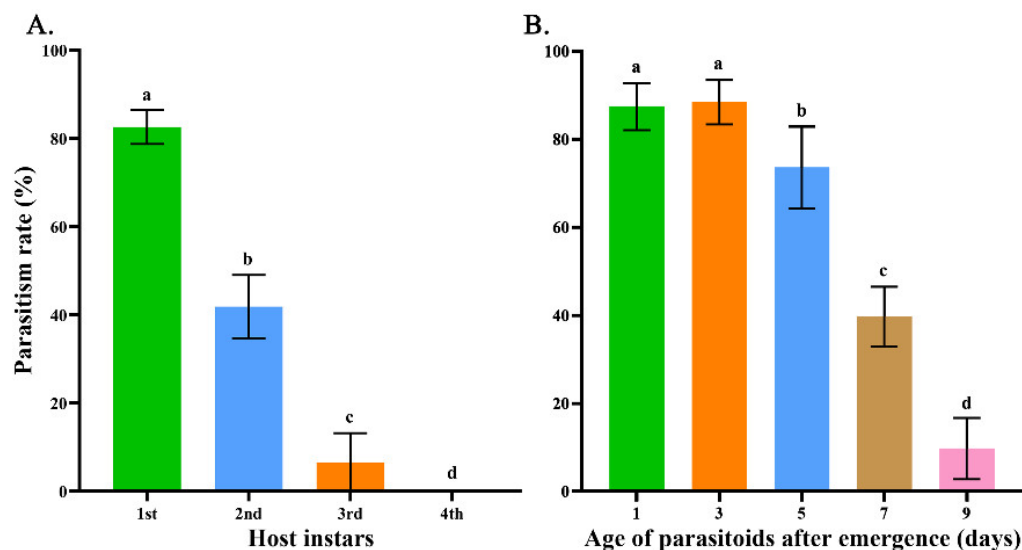 A.
Parasitism rate (%)
100
80
60
40
20
0
a
b
c
d
1st
2nd
3rd
4th
Host instars
B.
100
80
60
40
20
0
a
a
b
c
d
1
3
5
7
9
Age of parasitoids after emergence (days)